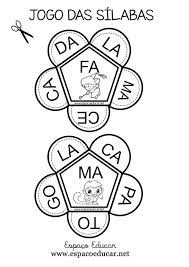 JOGO DAS SÍLABAS
DA
LA
CA
FA
MA
CE
LA
CA
GO
MA
PA
TO
Espaço Educar
www.espacoeducar.net